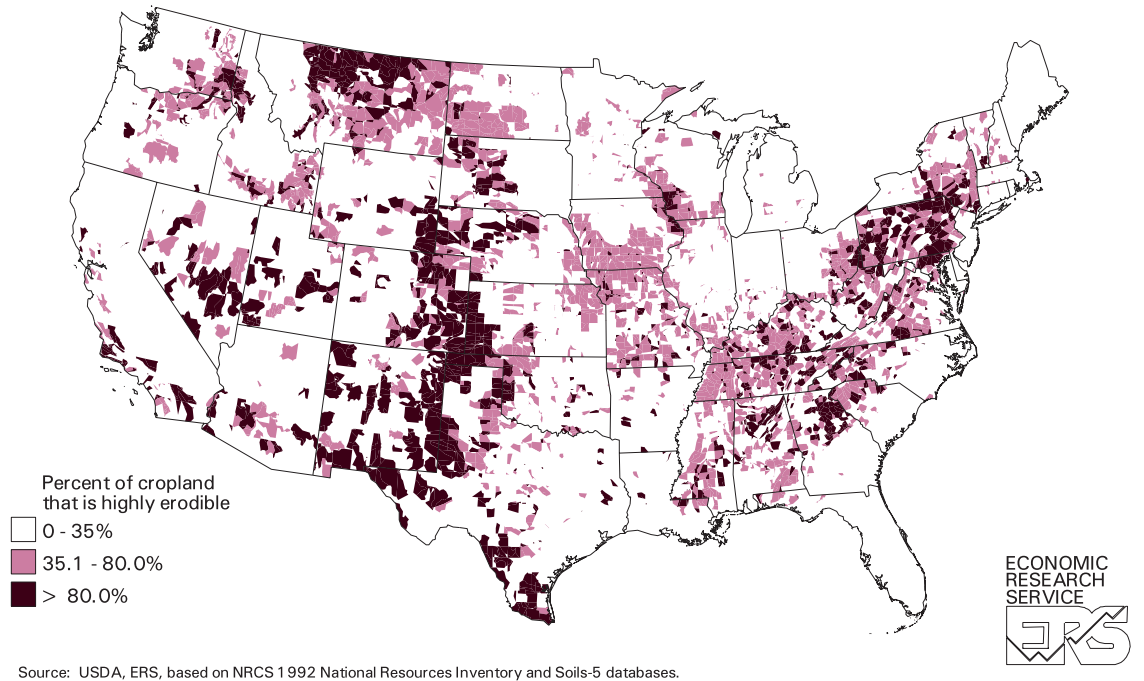 Percent of cropland
that is highly erodible
0 - 35%
35.1 - 80.0%
> 80.0%
ECONOMIC
RESEARCH
SERVICE
ERS
Source: USDA, ERS, based on NRCS 1992 National Resources Inventory and Soils-5 databases.